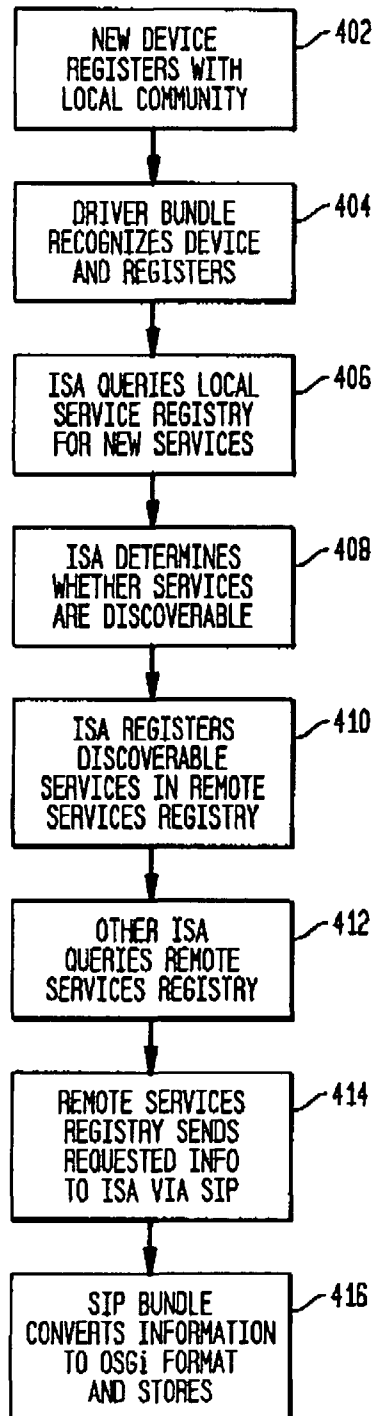 NEW DEVICE
REGISTERS WITH
LOCAL COMMUNITY
402
DRIVER BUNDLE
RECOGNIZES DEVICE
AND REGISTERS
404
ISA QUERIES LOCAL
SERVICE REGISTRY
FOR NEW SERVICES
406
ISA DETERMINES
WHETHER SERVICES
ARE DISCOVERABLE
408
ISA REGISTERS
DISCOVERABLE
SERVICES IN REMOTE
SERVICES REGISTRY
410
OTHER ISA
QUERIES REMOTE
SERVICES REGISTRY
412
REMOTE SERVICES
REGISTRY SENDS
REQUESTED INFO
TO ISA VIA SIP
414
SIP BUNDLE
CONVERTS INFORMATION
TO OSGi FORMAT
AND STORES
416